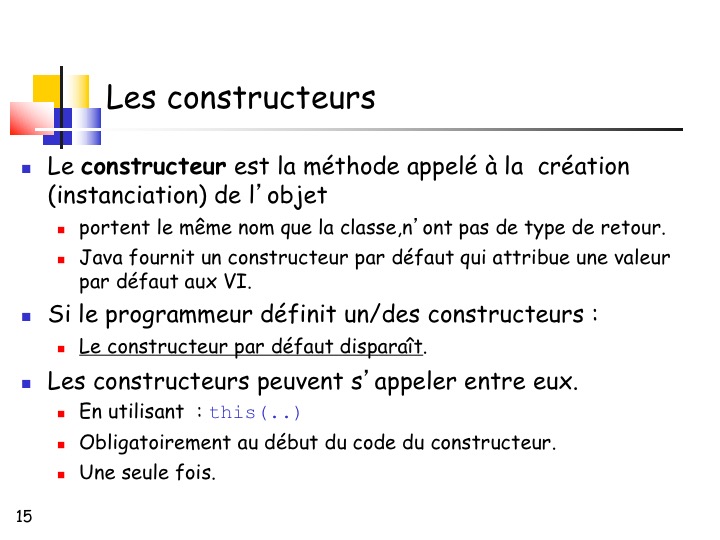 Les constructeurs
Le constructeur est la méthode appelé à la création
(instanciation) de l’ objet
portent le même nom que la classe,n’ ont pas de type de retour.
Java fournit un constructeur par défaut qui attribue une valeur
par défaut aux VI.
Si le programmeur définit un/des constructeurs :
Le constructeur par défaut disparaît.
Les constructeurs peuvent s’ appeler entre eux.
En utilisant : this(..)
Obligatoirement au début du code du constructeur.
Une seule fois.
15